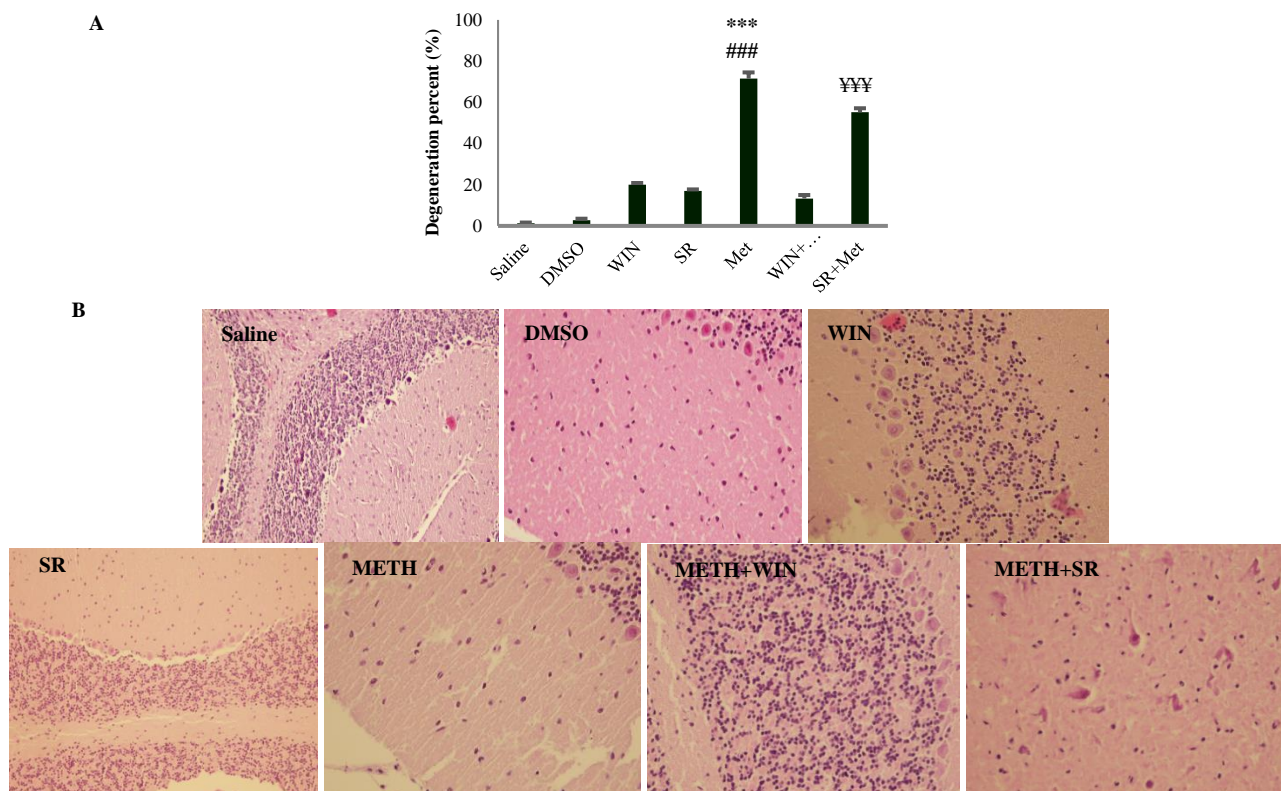 A
Degeneration percent (%)
100
80
60
40
20
0
***
###
¥¥¥
Saline
DMSO
WIN
SR
Met
WIN+…
SR+Met
B
Saline
DMSO
WIN
SR
METH
METH+WIN
METH+SR